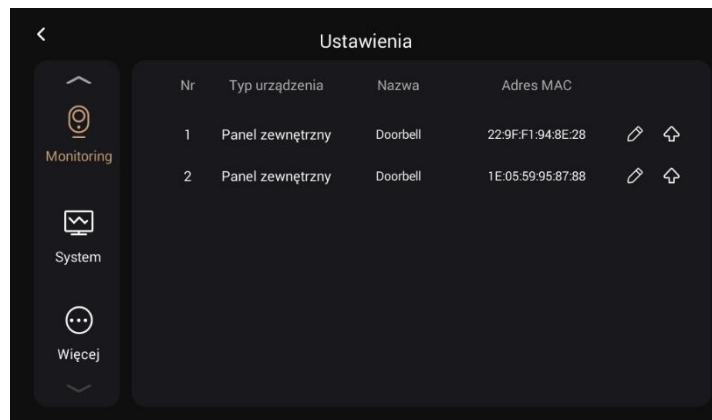 Ustawienia
Monitoring
System
Więcej
Nr Typ urządzenia Nazwa Adres MAC
1 Panel zewnętrzny Doorbell 22:9F:F1:94:8E:28
2 Panel zewnętrzny Doorbell 1E:05:59:95:87:88